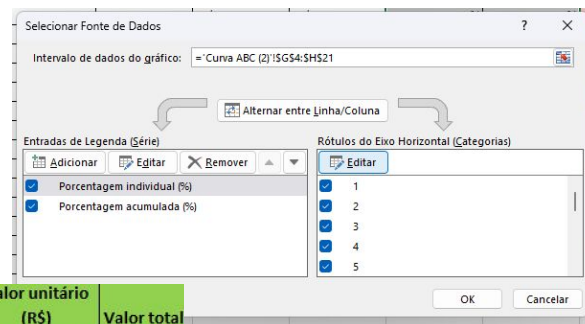 Selecionar Fonte de Dados ? ×
Intervalo de dados do gráfico: ='Curva ABC (2)'!$G$4:$H$21
Alternar entre Linha/Coluna
Entradas de Legenda (Série)
Adicionar Editar Remover
Porcentagem individual (%)
Porcentagem acumulada (%)
Rótulos do Eixo Horizontal (Categorias)
Editar
1
2
3
4
5
OK Cancelar
alor unitário
(R$) Valor total